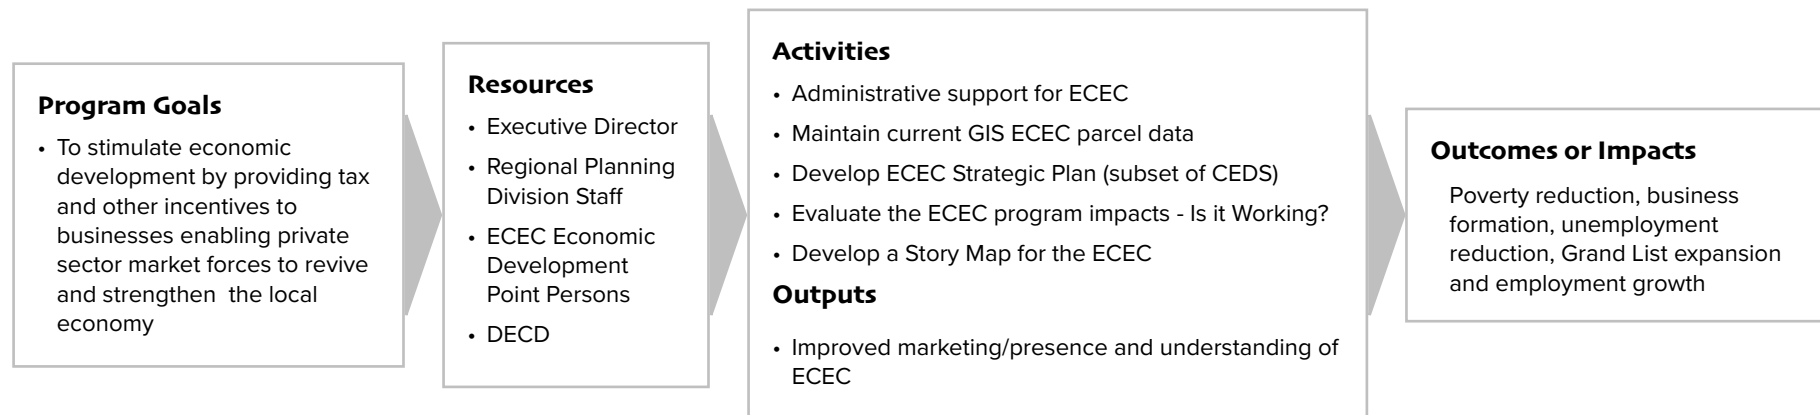 Program Goals
• To stimulate economic
development by providing tax
and other incentives to
businesses enabling private
sector market forces to revive
and strengthen  the local
economy
Resources
• Executive Director
• Regional Planning
Division Staff
• ECEC Economic
Development
Point Persons
• DECD
Activities
• Administrative support for ECEC
• Maintain current GIS ECEC parcel data
• Develop ECEC Strategic Plan (subset of CEDS)
• Evaluate the ECEC program impacts - Is it Working?
• Develop a Story Map for the ECEC
Outputs
• Improved marketing/presence and understanding of
ECEC
Outcomes or Impacts
Poverty reduction, business
formation, unemployment
reduction, Grand List expansion
and employment growth